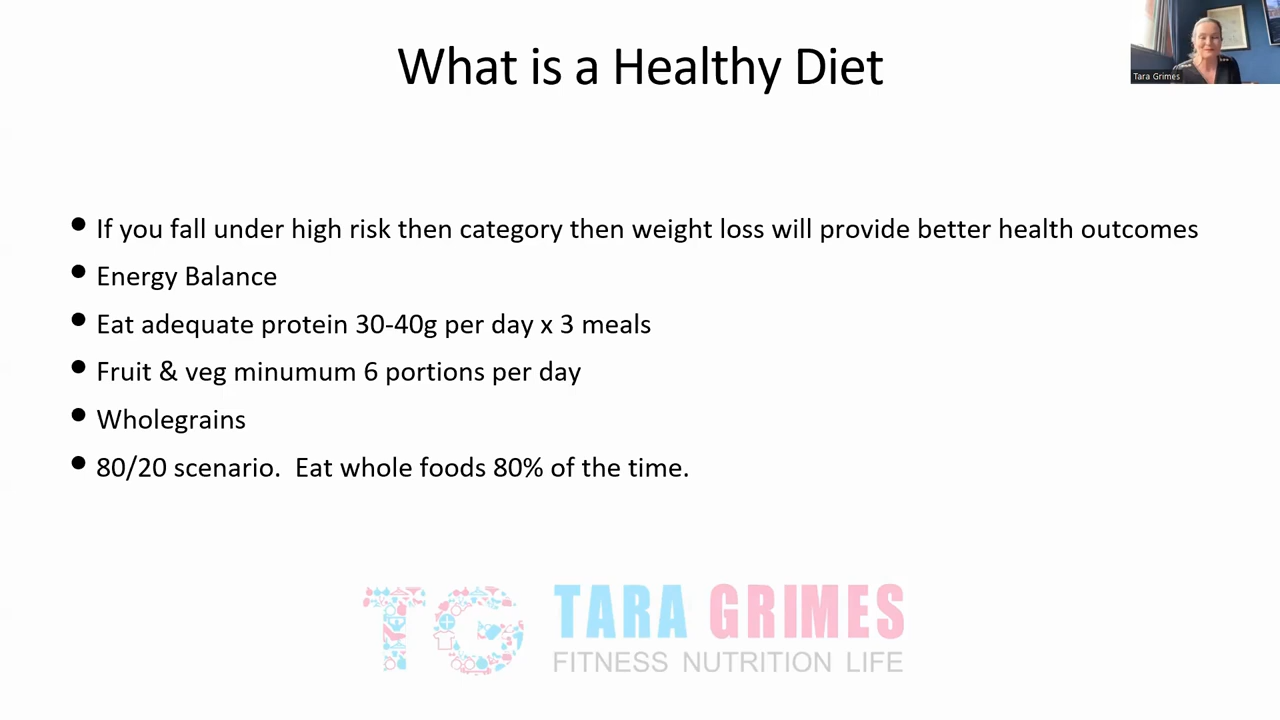 What is a Healthy Diet
Tara Grimes
• If you fall under high risk then category then weight loss will provide better health outcomes
• Energy Balance
• Eat adequate protein 30-40g per day x 3 meals
• Fruit & veg minumum 6 portions per day
• Wholegrains
• 80/20 scenario.  Eat whole foods 80% of the time.
TG
TARA GRIMES
FITNESS NUTRITION LIFE